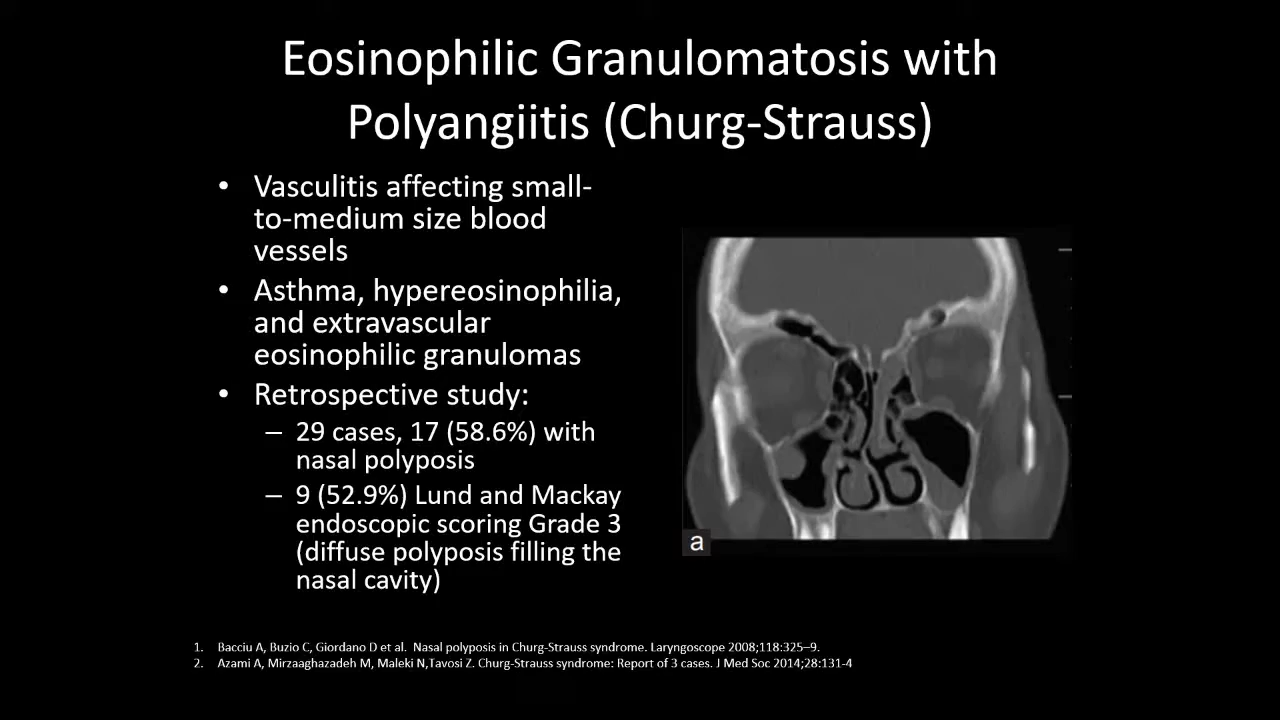 Eosinophilic Granulomatosis with
Polyangiitis (Churg-Strauss)
• Vasculitis affecting small-
to-medium size blood
vessels
• Asthma, hypereosinophilia,
and extravascular
eosinophilic granulomas
• Retrospective study:
– 29 cases, 17 (58.6%) with
nasal polyposis
– 9 (52.9%) Lund and Mackay
endoscopic scoring Grade 3
(diffuse polyposis filling the
nasal cavity)
a
1. Bacciu A, Buzio C, Giordano D et al. Nasal polyposis in Churg-Strauss syndrome. Laryngoscope 2008;118:325–9.
2. Azami A, Mirzaaghazadeh M, Maleki N,Tavosi Z. Churg-Strauss syndrome: Report of 3 cases. J Med Soc 2014;28:131-4